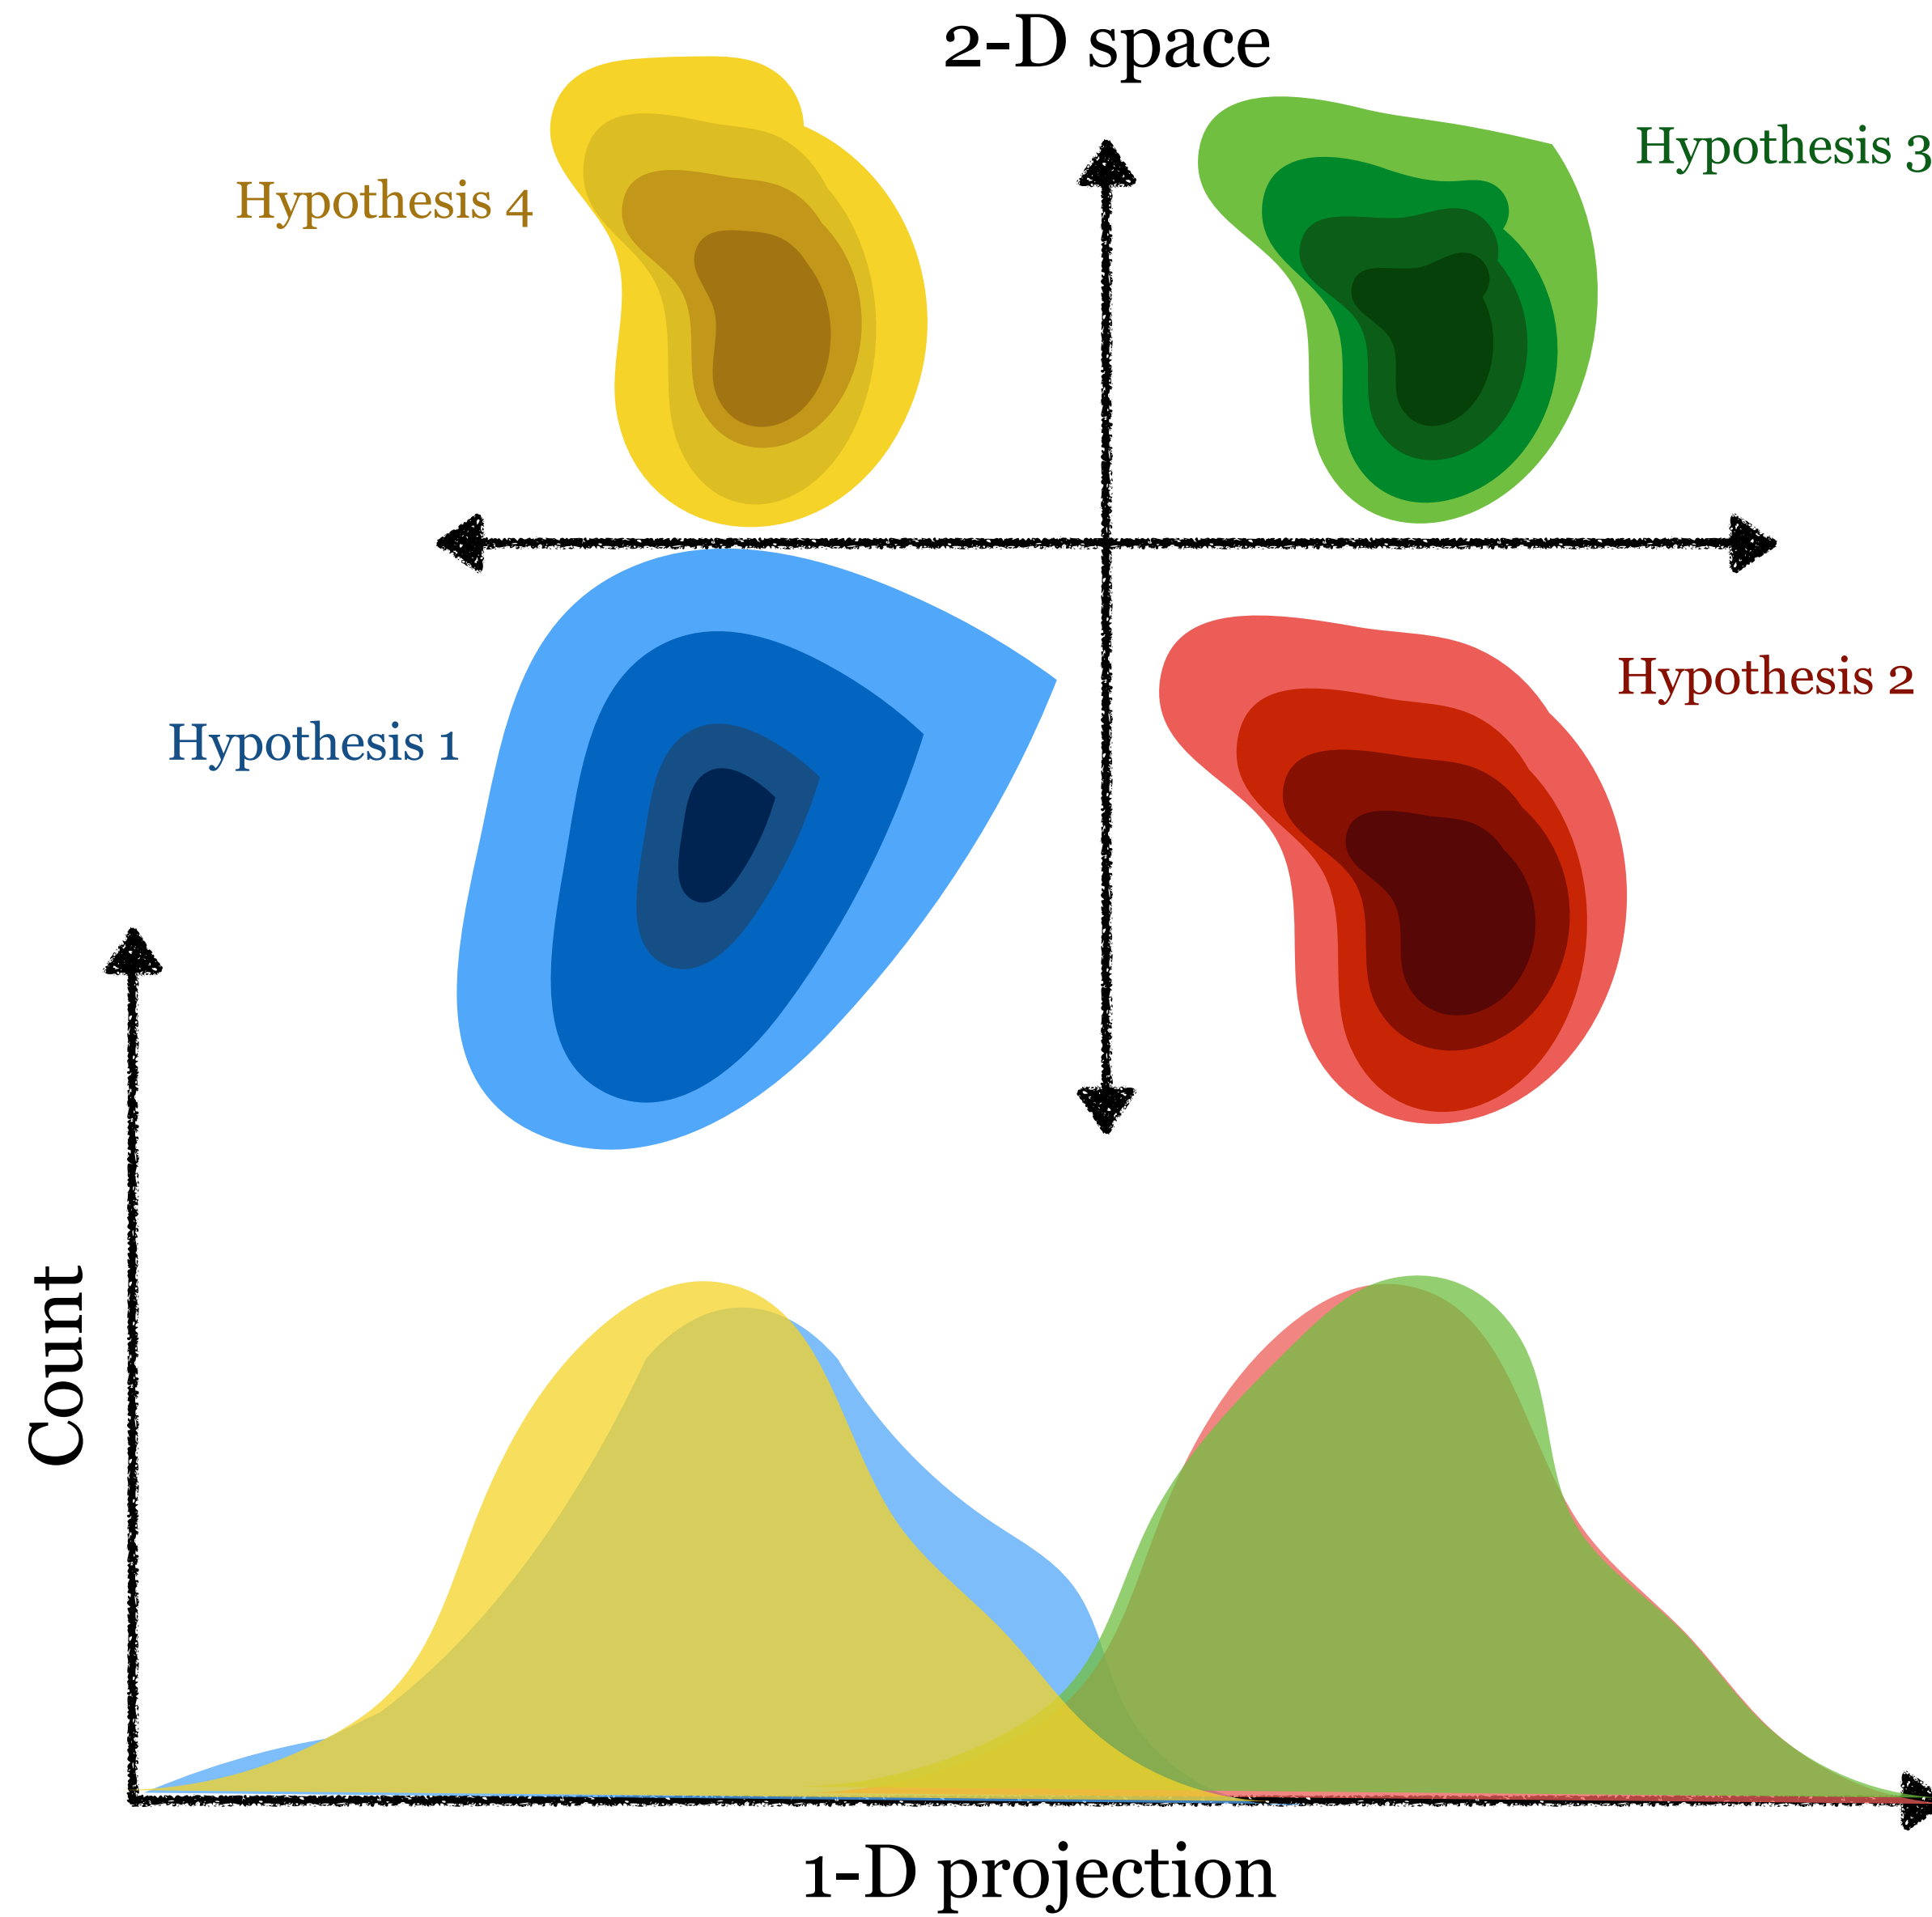 2-D space
Hypothesis 3
Hypothesis 4
Hypothesis 2
Hypothesis 1
Count
1-D projection